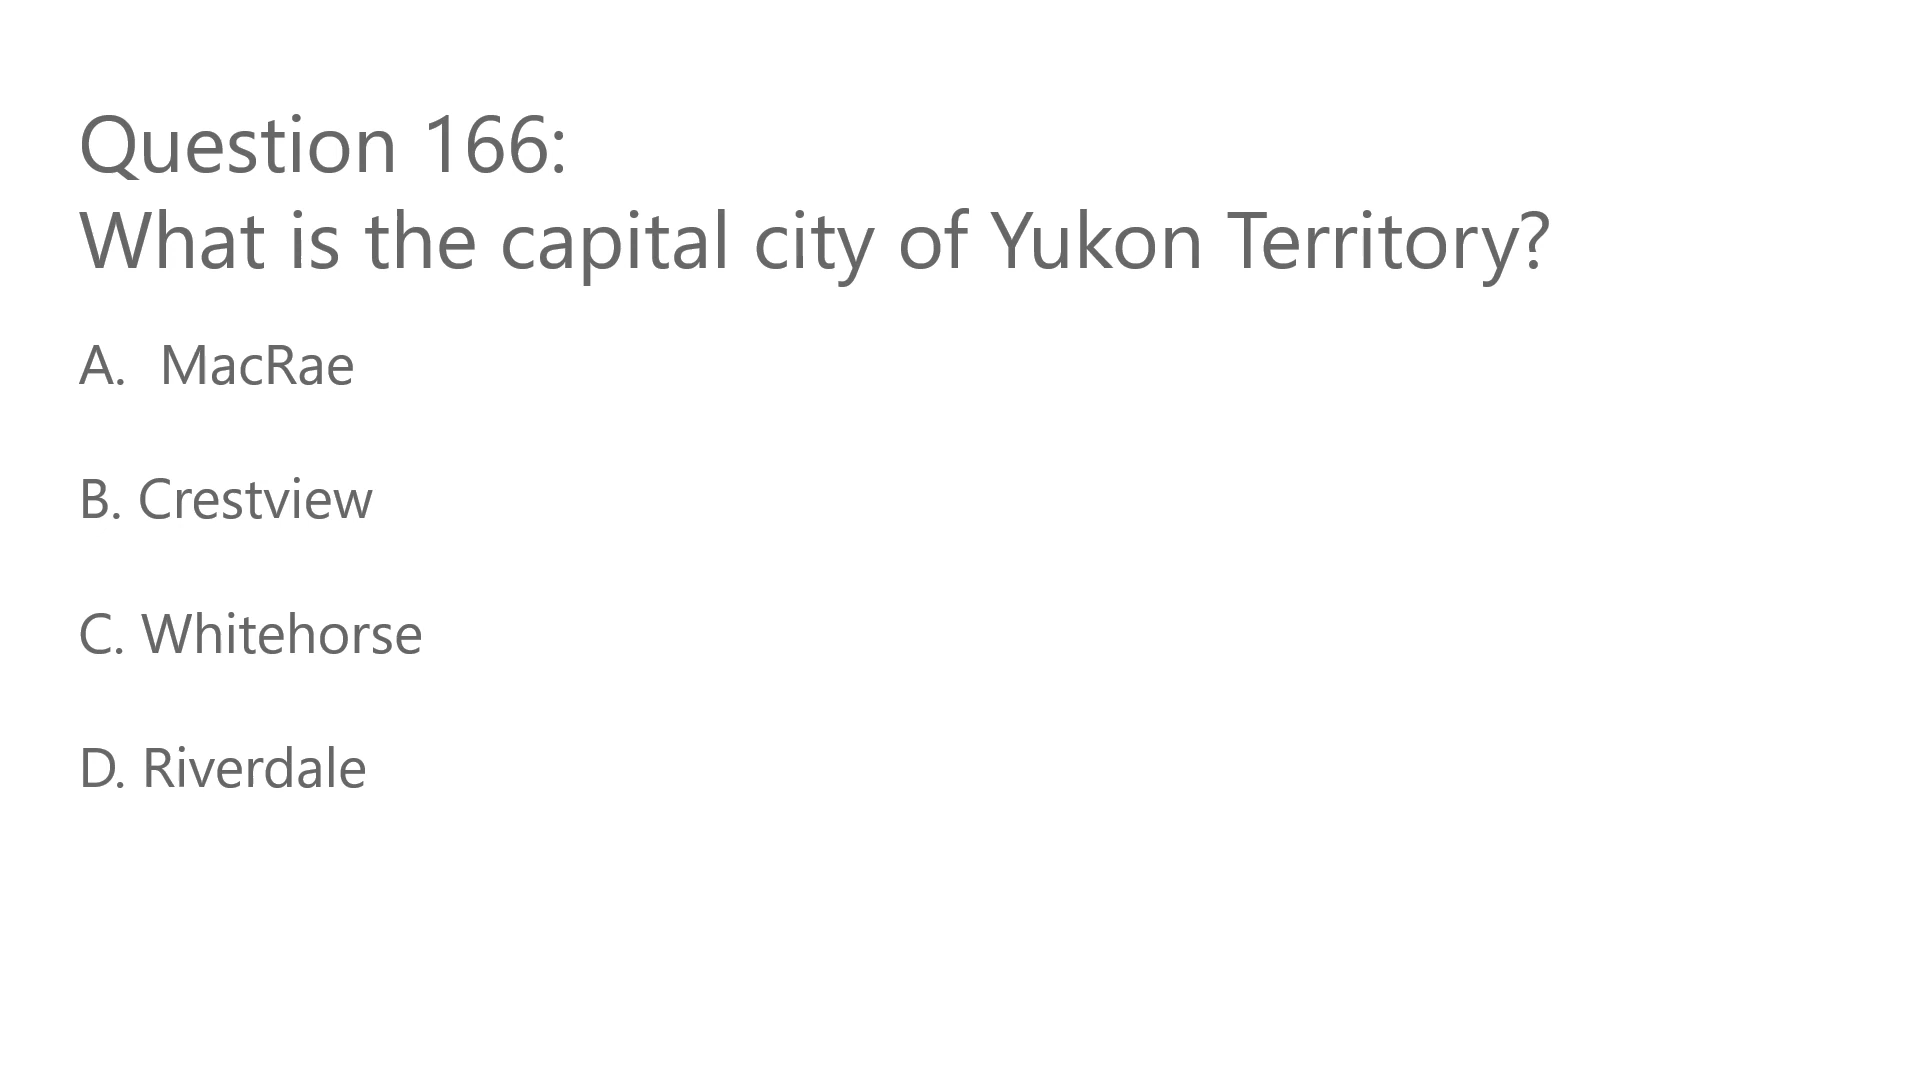 Question 166:
What is the capital city of Yukon Territory?
A. MacRae
B. Crestview
C. Whitehorse
D. Riverdale